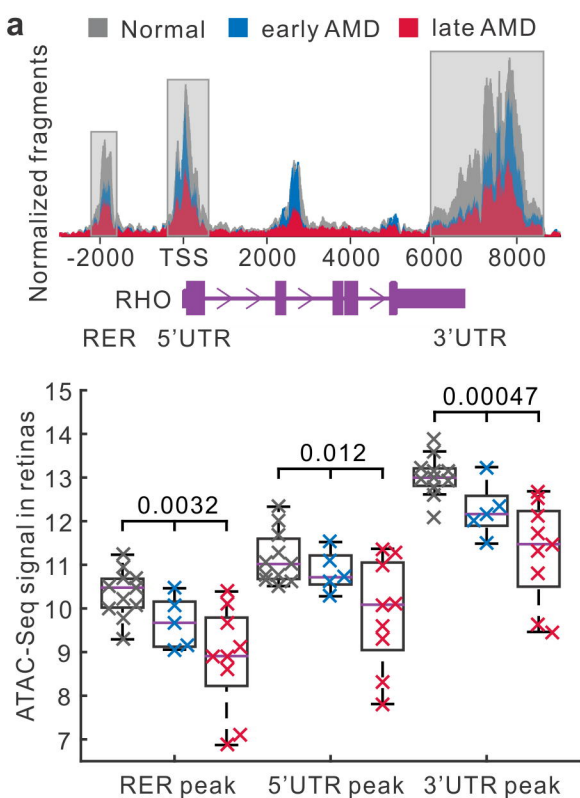 a
Normal early AMD late AMD
Normalized fragments
-2000 TSS 2000 4000 6000 8000
RHO
RER 5’UTR 3’UTR
ATAC-Seq signal in retinas
15
14
13
12
11
10
9
8
7
0.0032
0.012
0.00047
RER peak 5’UTR peak 3’UTR peak